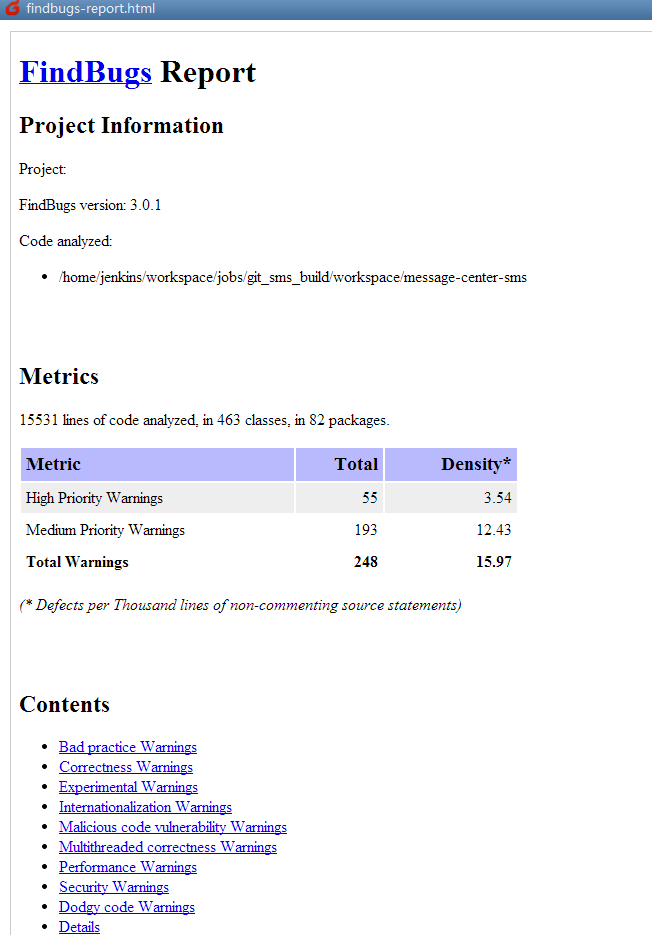 findbugs-report.html
FindBugs Report
Project Information
Project:
FindBugs version: 3.0.1
Code analyzed:
• /home/jenkins/workspace/jobs/git_sms_build/workspace/message-center-sms
Metrics
15531 lines of code analyzed, in 463 classes, in 82 packages.
Metric Total Density*
High Priority Warnings 55 3.54
Medium Priority Warnings 193 12.43
Total Warnings 248 15.97
(* Defects per Thousand lines of non-commenting source statements)
Contents
• Bad practice Warnings
• Correctness Warnings
• Experimental Warnings
• Internationalization Warnings
• Malicious code vulnerability Warnings
• Multithreaded correctness Warnings
• Performance Warnings
• Security Warnings
• Dodgy code Warnings
• Details